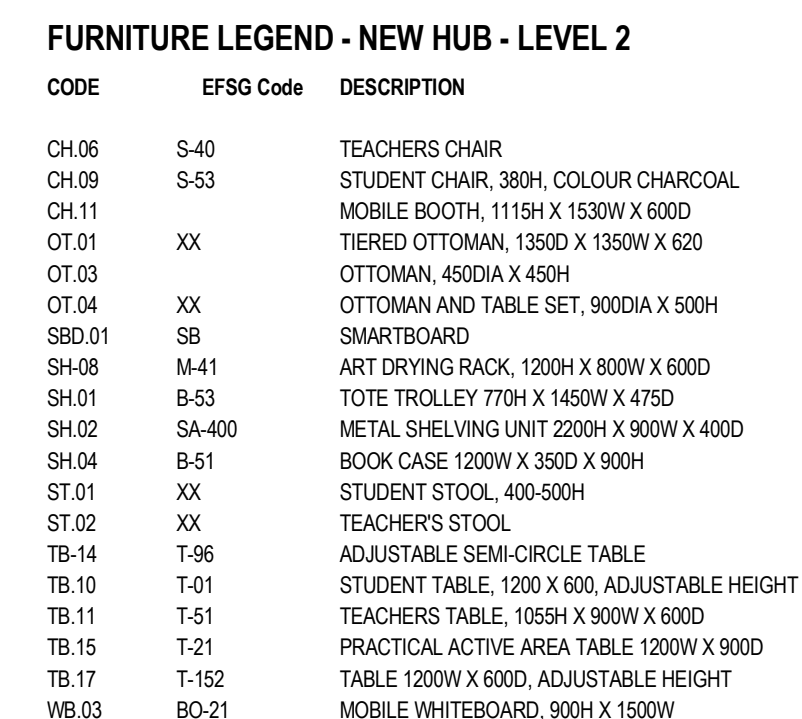 FURNITURE LEGEND - NEW HUB - LEVEL 2
CODE EFSG Code DESCRIPTION
CH.06 S-40 TEACHERS CHAIR
CH.09 S-53 STUDENT CHAIR, 380H, COLOUR CHARCOAL
CH.11 MOBILE BOOTH, 1115H X 1530W X 600D
OT.01 XX TIERED OTTOMAN, 1350D X 1350W X 620
OT.03 OTTOMAN, 450DIA X 450H
OT.04 XX OTTOMAN AND TABLE SET, 900DIA X 500H
SBD.01 SB SMARTBOARD
SH-08 M-41 ART DRYING RACK, 1200H X 800W X 600D
SH.01 B-53 TOTE TROLLEY 770H X 1450W X 475D
SH.02 SA-400 METAL SHELVING UNIT 2200H X 900W X 400D
SH.04 B-51 BOOK CASE 1200W X 350D X 900H
ST.01 XX STUDENT STOOL, 400-500H
ST.02 XX TEACHER'S STOOL
TB-14 T-96 ADJUSTABLE SEMI-CIRCLE TABLE
TB.10 T-01 STUDENT TABLE, 1200 X 600, ADJUSTABLE HEIGHT
TB.11 T-51 TEACHERS TABLE, 1055H X 900W X 600D
TB.15 T-21 PRACTICAL ACTIVE AREA TABLE 1200W X 900D
TB.17 T-152 TABLE 1200W X 600D, ADJUSTABLE HEIGHT
WB.03 BO-21 MOBILE WHITEBOARD, 900H X 1500W